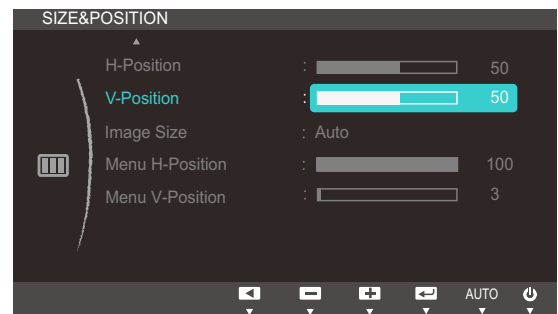 SIZE&POSITION
H-Position : 50
V-Position : 50
Image Size : Auto
Menu H-Position : 100
Menu V-Position : 3
AUTO